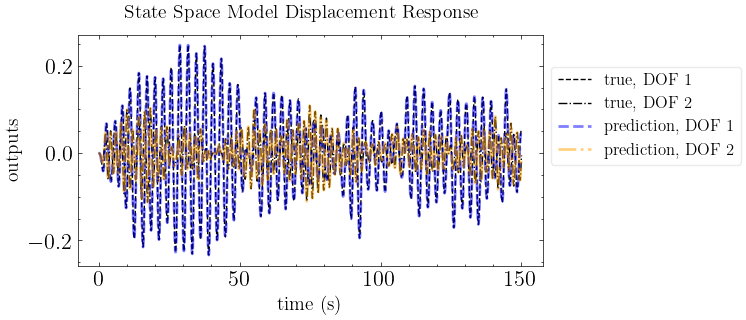 State Space Model Displacement Response
outputs
0.2
0.0
−0.2
0
50
100
150
time (s)
true, DOF 1
true, DOF 2
prediction, DOF 1
prediction, DOF 2